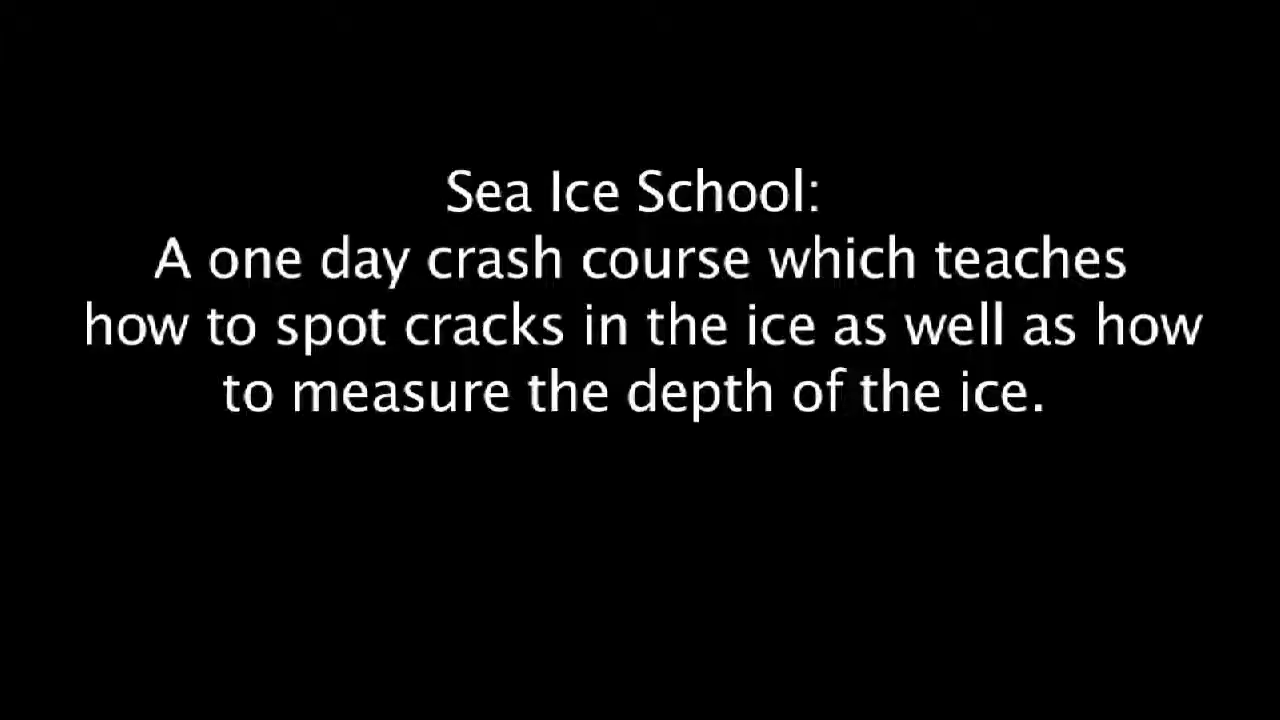 Sea Ice School:
A one day crash course which teaches
how to spot cracks in the ice as well as how
to measure the depth of the ice.